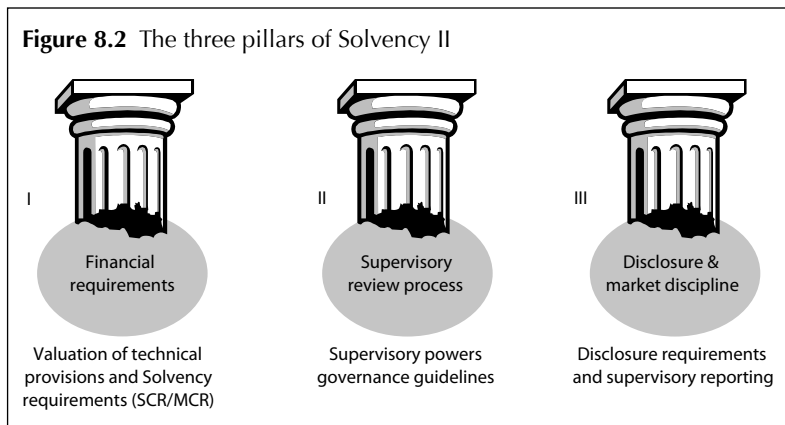 Figure 8.2 The three pillars of Solvency II
I
Financial
requirements
Valuation of technical
provisions and Solvency
requirements (SCR/MCR)
II
Supervisory
review process
Supervisory powers
governance guidelines
III
Disclosure &
market discipline
Disclosure requirements
and supervisory reporting